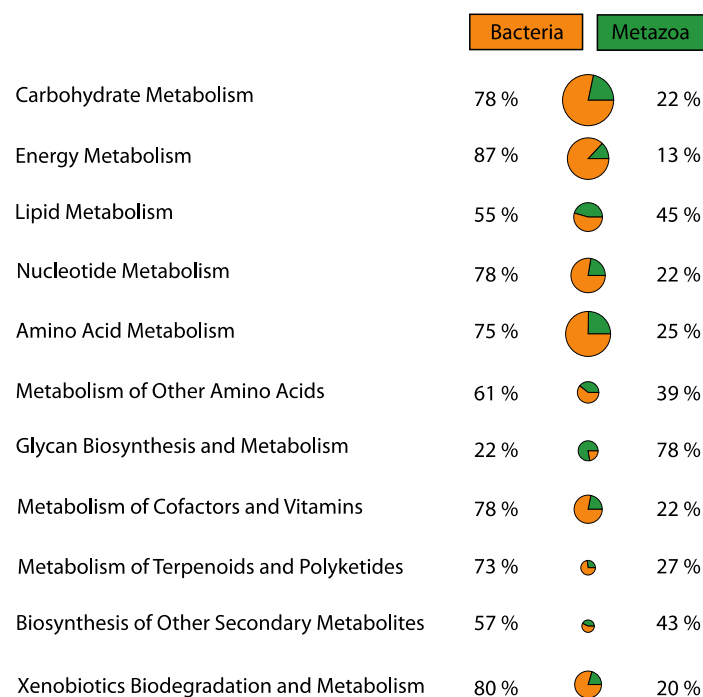 Bacteria Metazoa
Carbohydrate Metabolism 78 % 22 %
Energy Metabolism 87 % 13 %
Lipid Metabolism 55 % 45 %
Nucleotide Metabolism 78 % 22 %
Amino Acid Metabolism 75 % 25 %
Metabolism of Other Amino Acids 61 % 39 %
Glycan Biosynthesis and Metabolism 22 % 78 %
Metabolism of Cofactors and Vitamins 78 % 22 %
Metabolism of Terpenoids and Polyketides 73 % 27 %
Biosynthesis of Other Secondary Metabolites 57 % 43 %
Xenobiotics Biodegradation and Metabolism 80 % 20 %